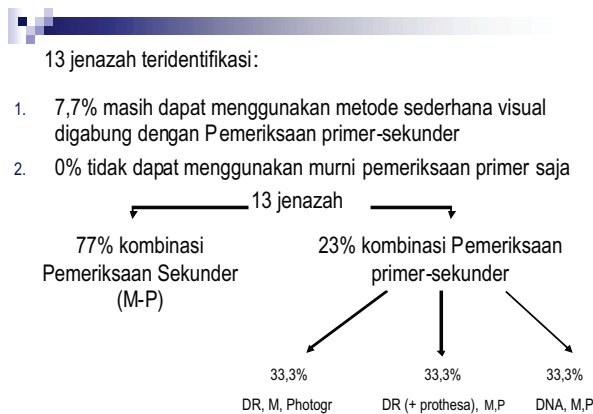 13 jenazah teridentifikasi:
1. 7,7% masih dapat menggunakan metode sederhana visual
digabung dengan Pemeriksaan primer-sekunder
2. 0% tidak dapat menggunakan murni pemeriksaan primer saja
13 jenazah
77% kombinasi
Pemeriksaan Sekunder
(M-P)
23% kombinasi Pemeriksaan
primer-sekunder
33,3%
DR, M, Photogr
33,3%
DR (+ prothesa), M,P
33,3%
DNA, M,P